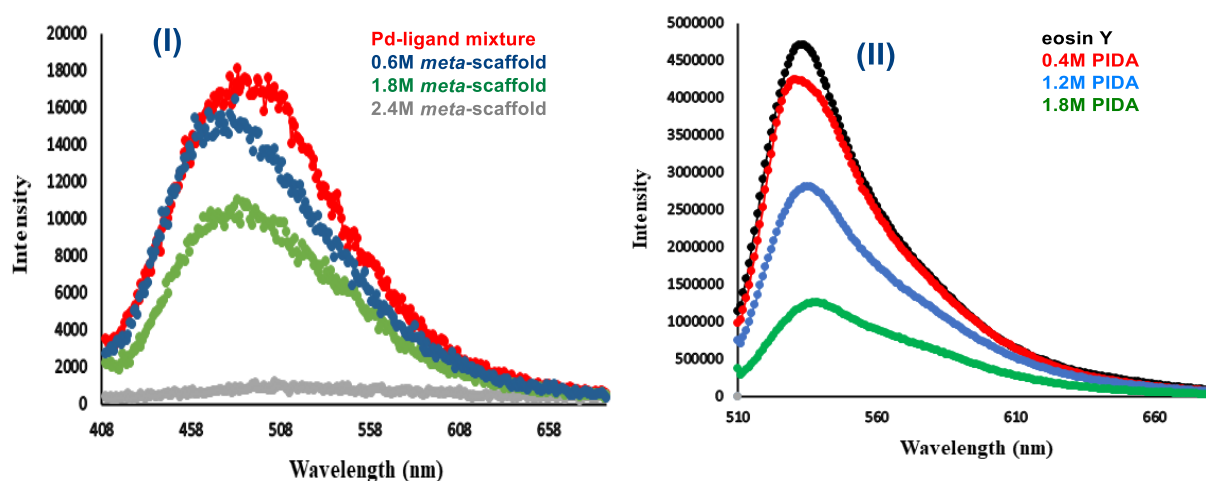 (I)
Pd-ligand mixture
0.6M meta-scaffold
1.8M meta-scaffold
2.4M meta-scaffold
20000
18000
16000
14000
12000
10000
8000
6000
4000
2000
0
Intensity
408 458 508 558 608 658
Wavelength (nm)
(II)
eosin Y
0.4M PIDA
1.2M PIDA
1.8M PIDA
5000000
4500000
4000000
3500000
3000000
2500000
2000000
1500000
1000000
500000
0
Intensity
510 560 610 660
Wavelength (nm)